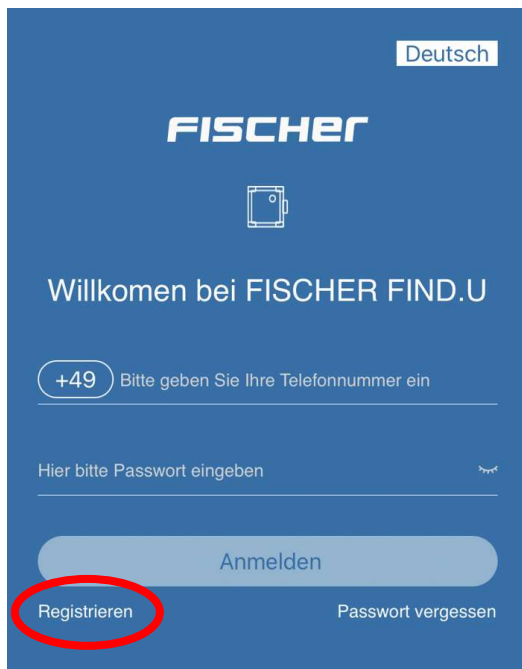 Deutsch
FISCHER
Willkomen bei FISCHER FIND.U
+49 Bitte geben Sie Ihre Telefonnummer ein
Hier bitte Passwort eingeben
Anmelden
Registrieren Passwort vergessen